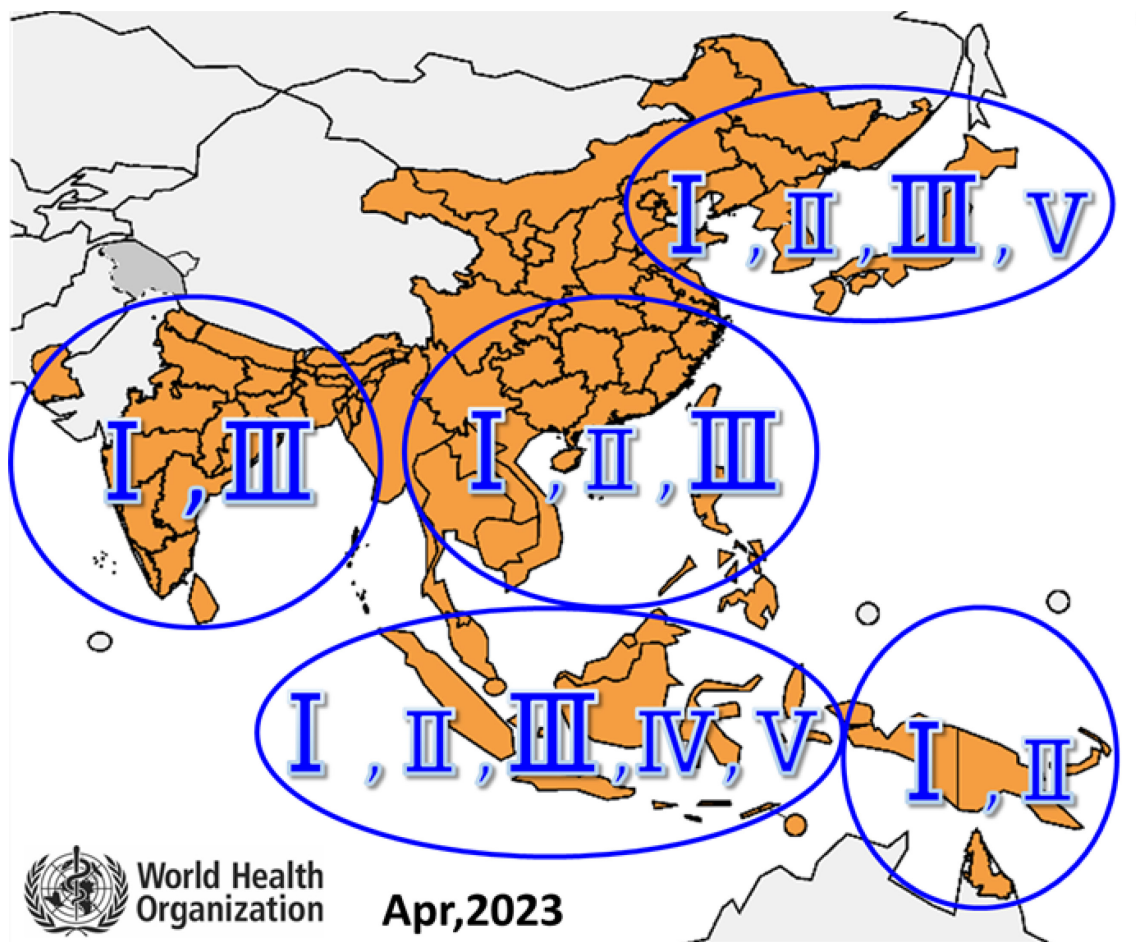 Ⅰ,Ⅱ,Ⅲ,Ⅴ
Ⅰ,Ⅲ
Ⅰ,Ⅱ,Ⅲ
Ⅰ,Ⅱ,Ⅲ,Ⅳ,Ⅴ
Ⅰ,Ⅱ
World Health
Organization
Apr,2023